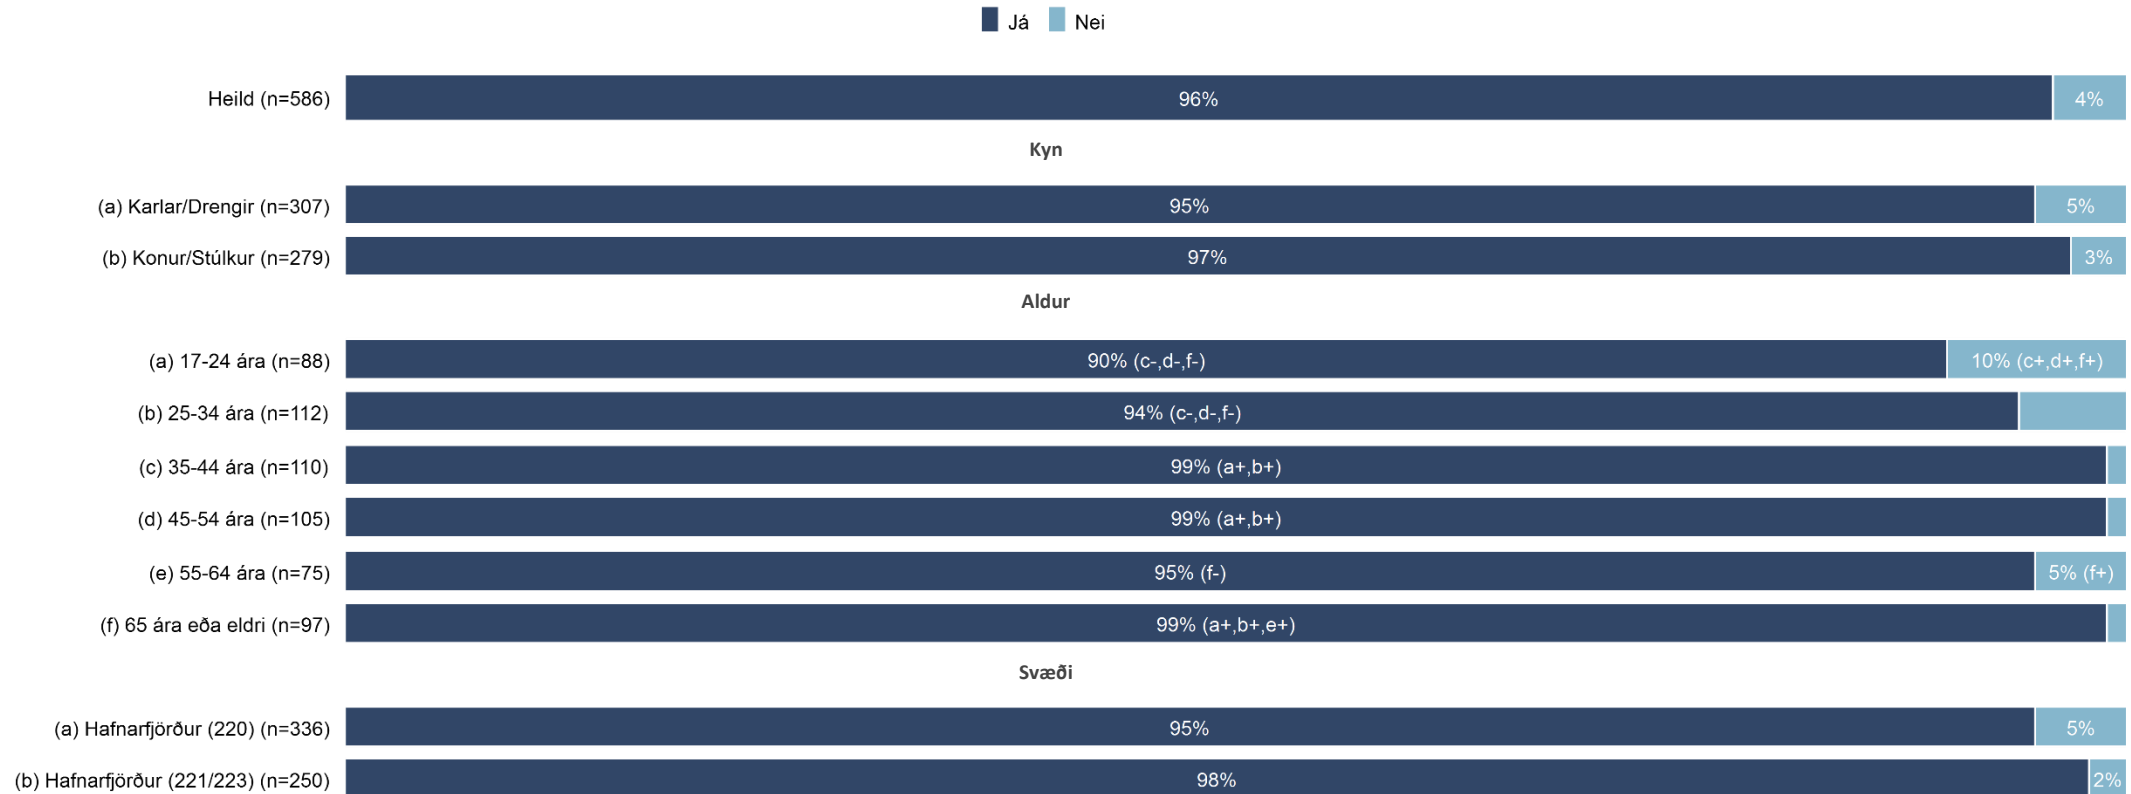 Já Nei
Heild (n=586) 96% 4%
Kyn
(a) Karlar/Drengir (n=307) 95% 5%
(b) Konur/Stúlkur (n=279) 97% 3%
Aldur
(a) 17-24 ára (n=88) 90% (c-,d-,f-) 10% (c+,d+,f+)
(b) 25-34 ára (n=112) 94% (c-,d-,f-)
(c) 35-44 ára (n=110) 99% (a+,b+)
(d) 45-54 ára (n=105) 99% (a+,b+)
(e) 55-64 ára (n=75) 95% (f-) 5% (f+)
(f) 65 ára eða eldri (n=97) 99% (a+,b+,e+)
Svæði
(a) Hafnarfjörður (220) (n=336) 95% 5%
(b) Hafnarfjörður (221/223) (n=250) 98% 2%